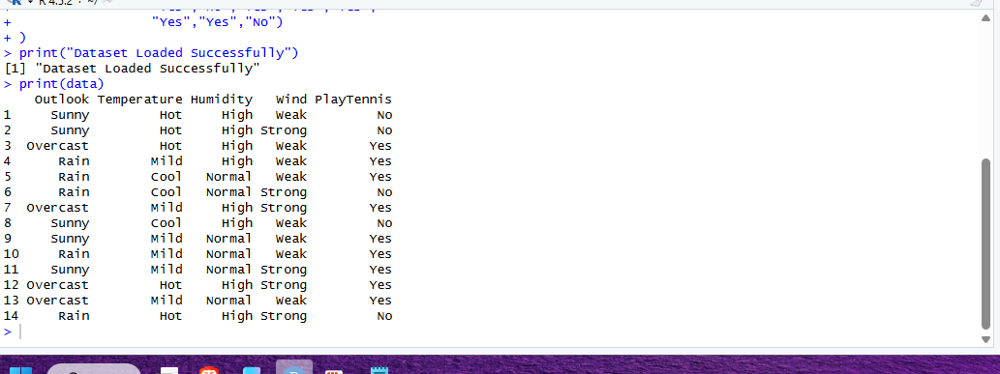 R 4.5.2 · ~/
+ "Yes","Yes","No")
+ )
> print("Dataset Loaded Successfully")
[1] "Dataset Loaded Successfully"
> print(data)
Outlook Temperature Humidity Wind PlayTennis
1 Sunny Hot High Weak No
2 Sunny Hot High Strong No
3 Overcast Hot High Weak Yes
4 Rain Mild High Weak Yes
5 Rain Cool Normal Weak Yes
6 Rain Cool Normal Strong No
7 Overcast Mild High Strong Yes
8 Sunny Cool High Weak No
9 Sunny Mild Normal Weak Yes
10 Rain Mild Normal Weak Yes
11 Sunny Mild Normal Strong Yes
12 Overcast Hot High Strong Yes
13 Overcast Mild Normal Weak Yes
14 Rain Hot High Strong No
>